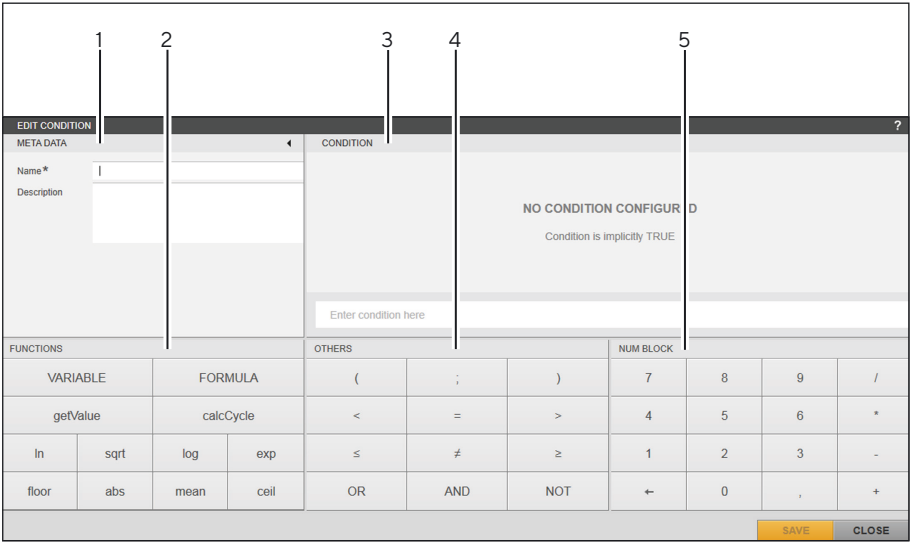 1 2 3 4 5
EDIT CONDITION ?
META DATA
Name*
Description
CONDITION
NO CONDITION CONFIGURED
Condition is implicitly TRUE
Enter condition here
FUNCTIONS
VARIABLE FORMULA
getValue calcCycle
ln sqrt log exp
floor abs mean ceil
OTHERS
( ; )
< = >
≤ ≠ ≥
OR AND NOT
NUM BLOCK
7 8 9 /
4 5 6 *
1 2 3 -
← 0 , +
SAVE CLOSE